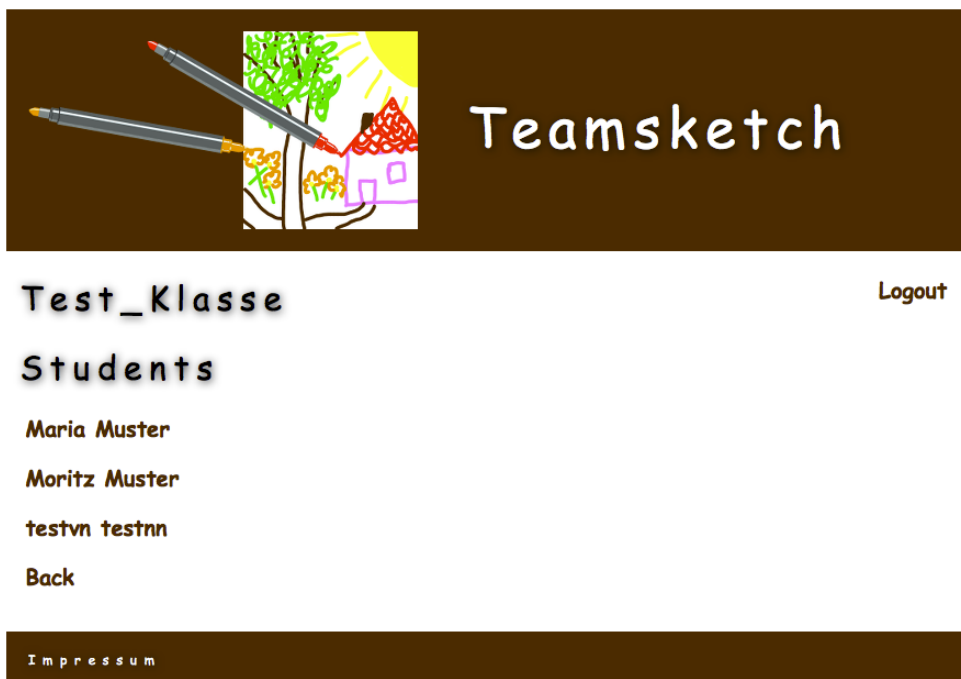 Teamsketch
Test_Klasse
Logout
Students
Maria Muster
Moritz Muster
testvn testnn
Back
Impressum